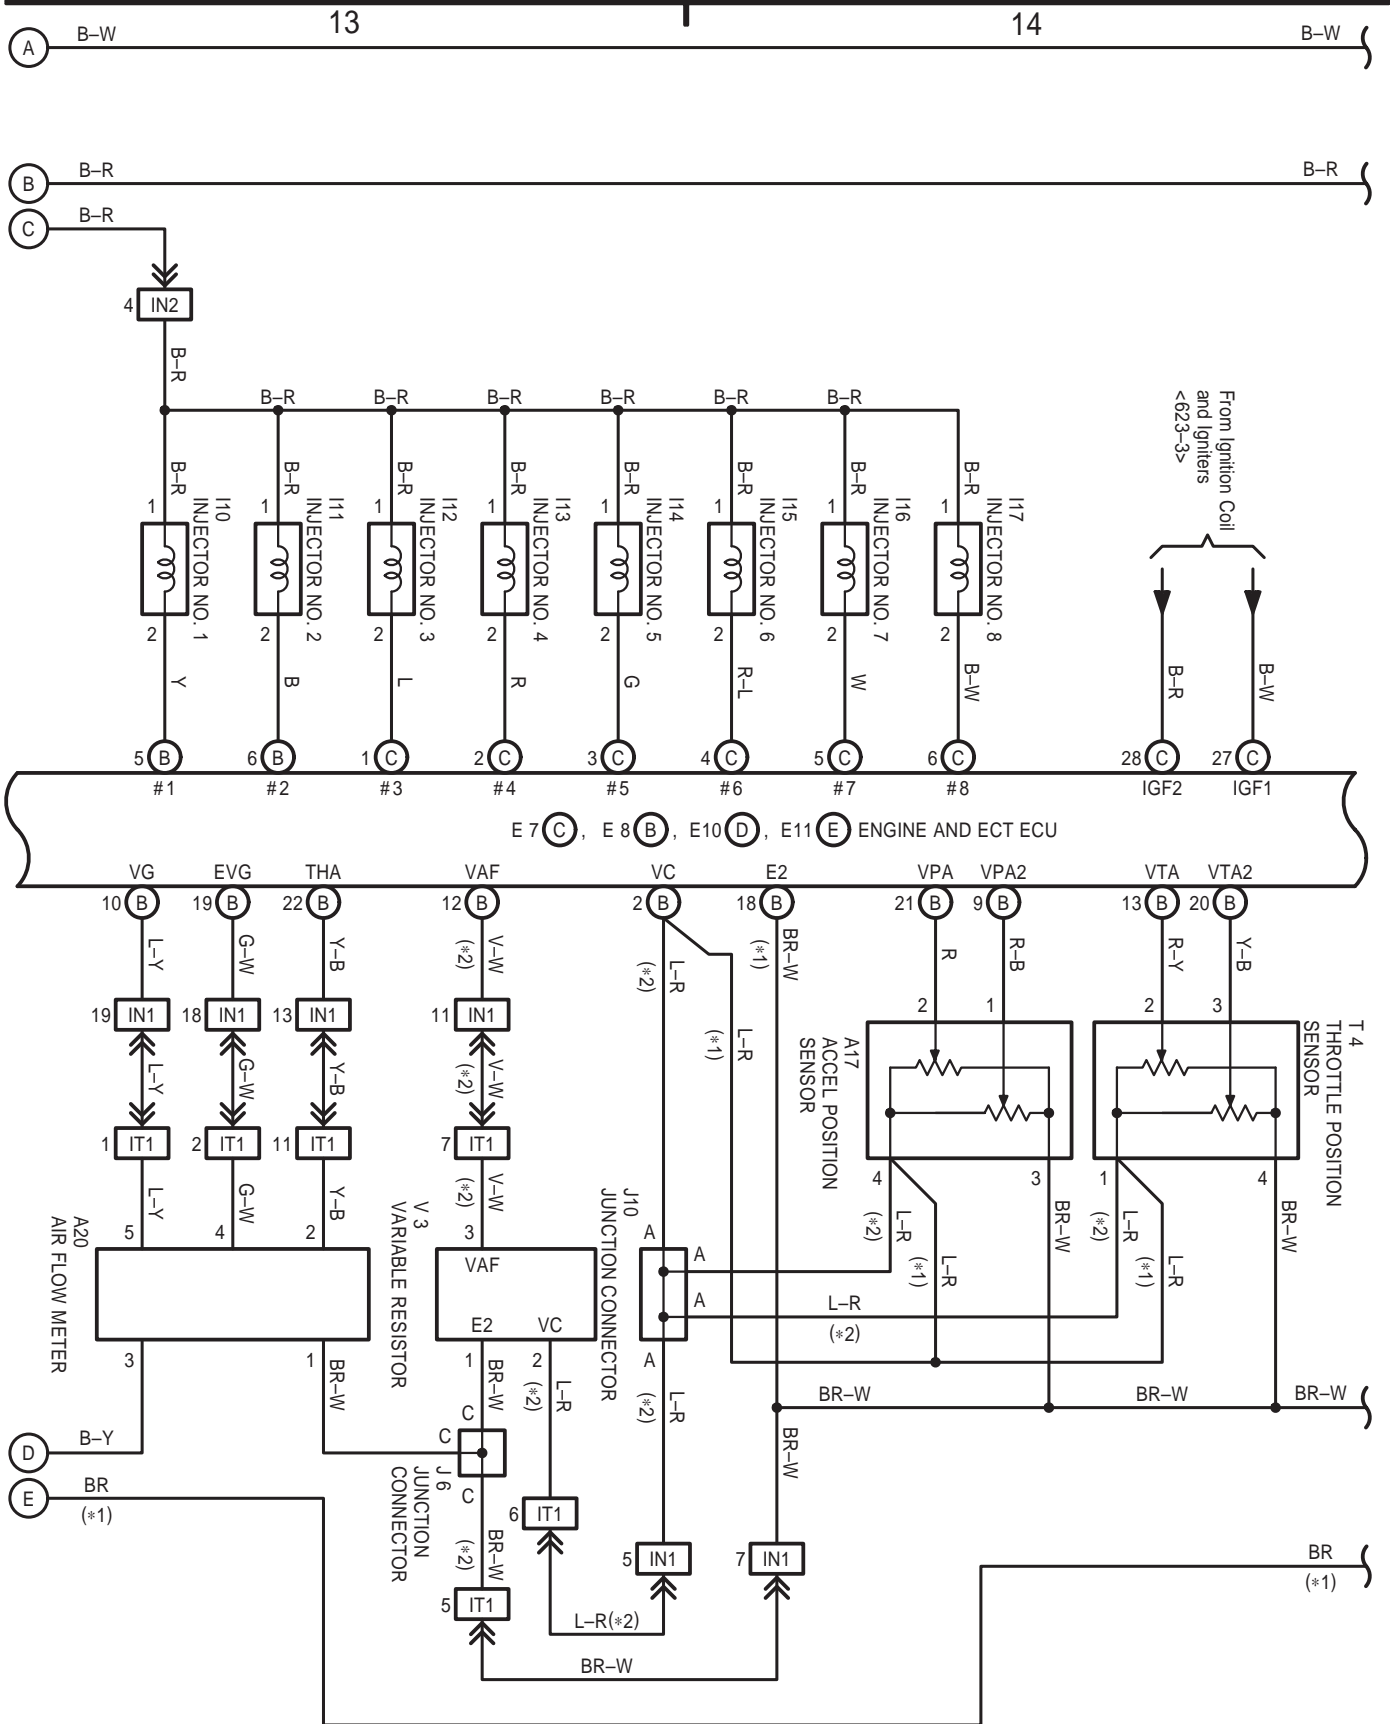 13
14
A
B–W
B–W
B
B–R
B–R
C
B–R
4
IN2
B–R
B–R
B–R
B–R
B–R
B–R
B–R
From Ignition Coil
and Igniters
<623–3>
B–R
B–R
B–R
B–R
B–R
B–R
B–R
B–R
1
1
1
1
1
1
1
1
I10
INJECTOR NO. 1
I11
INJECTOR NO. 2
I12
INJECTOR NO. 3
I13
INJECTOR NO. 4
I14
INJECTOR NO. 5
I15
INJECTOR NO. 6
I16
INJECTOR NO. 7
I17
INJECTOR NO. 8
2
2
2
2
2
2
2
2
Y
B
L
R
G
R–L
W
B–W
B–R
B–W
5 B
6 B
1 C
2 C
3 C
4 C
5 C
6 C
28 C
27 C
#1
#2
#3
#4
#5
#6
#7
#8
IGF2
IGF1
E 7 C , E 8 B , E10 D , E11 E ENGINE AND ECT ECU
VG
EVG
THA
VAF
VC
E2
VPA
VPA2
VTA
VTA2
10 B
19 B
22 B
12 B
2 B
18 B
21 B
9 B
13 B
20 B
L–Y
G–W
Y–B
V–W
(*2)
L–R
(*2)
BR–W
(*1)
R
R–B
R–Y
Y–B
19 IN1
18 IN1
13 IN1
11 IN1
2
1
2
3
L–Y
G–W
Y–B
V–W
(*2)
L–R
(*1)
A17
ACCEL POSITION
SENSOR
T 4
THROTTLE POSITION
SENSOR
1 IT1
2 IT1
11 IT1
7 IT1
4
3
1
4
L–Y
G–W
Y–B
V–W
(*2)
L–R
(*2)
L–R
(*1)
BR–W
L–R
(*2)
L–R
(*1)
BR–W
5
4
2
3
A20
AIR FLOW METER
V 3
VARIABLE RESISTOR
VAF
E2
VC
J10
JUNCTION CONNECTOR
A
A
A
A
L–R
(*2)
3
1
1
2
BR–W
BR–W
L–R
(*2)
L–R
(*2)
BR–W
BR–W
BR–W
BR–W
D
B–Y
C
C
C
J 6
JUNCTION
CONNECTOR
E
BR
(*1)
6 IT1
BR–W
(*2)
5 IN1
7 IN1
5 IT1
L–R(*2)
BR–W
BR
(*1)